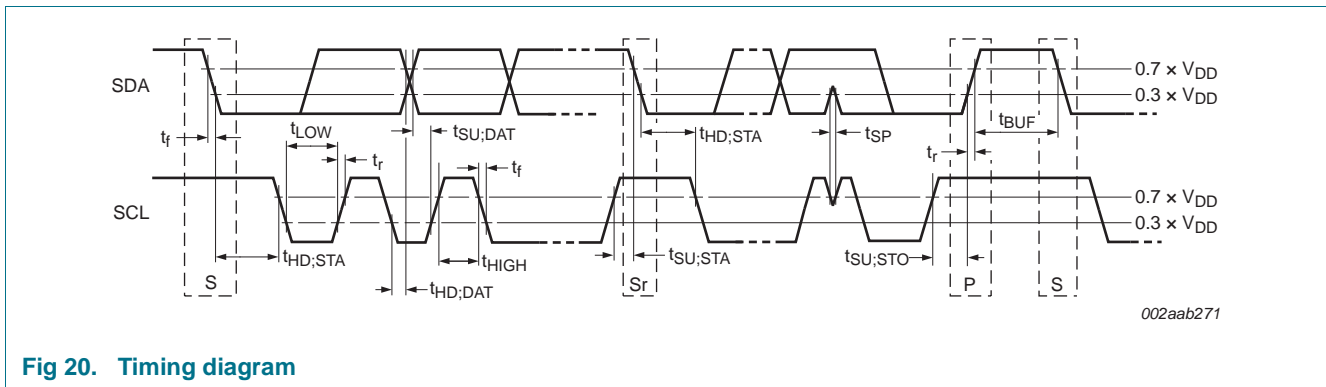 SDA
0.7 × VDD
0.3 × VDD
tf
tLOW
tr
tSU;DAT
tf
tHD;STA
tSP
tr
tBUF
SCL
0.7 × VDD
0.3 × VDD
tHD;STA
S
tHD;DAT
tHIGH
tSU;STA
Sr
tSU;STO
P
S
002aab271
Fig 20. Timing diagram